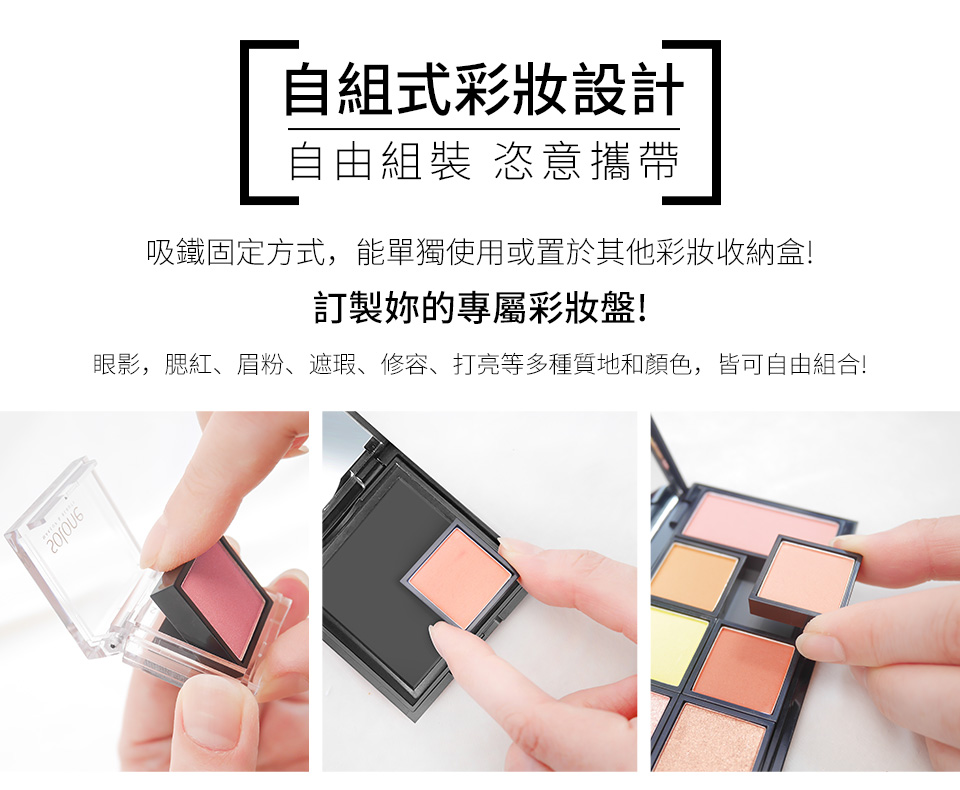 自組式彩妝設計
自由組裝 恣意攜帶
吸鐵固定方式，能單獨使用或置於其他彩妝收納盒!
訂製妳的專屬彩妝盤!
眼影，腮紅、眉粉、遮瑕、修容、打亮等多種質地和顏色，皆可自由組合!
solone